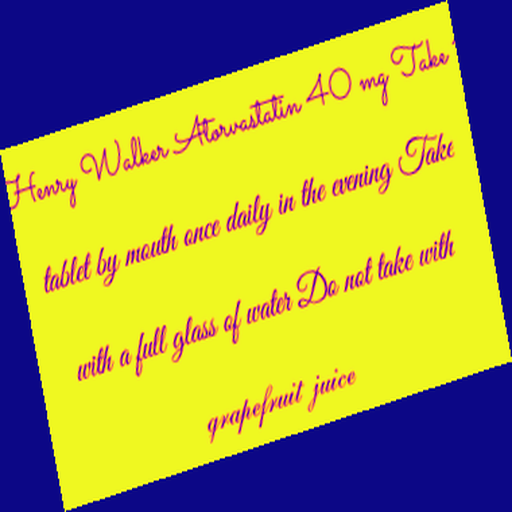 Henry Walker Atorvastatin 40 mg Take
tablet by mouth once daily in the evening Take
with a full glass of water Do not take with
grapefruit juice